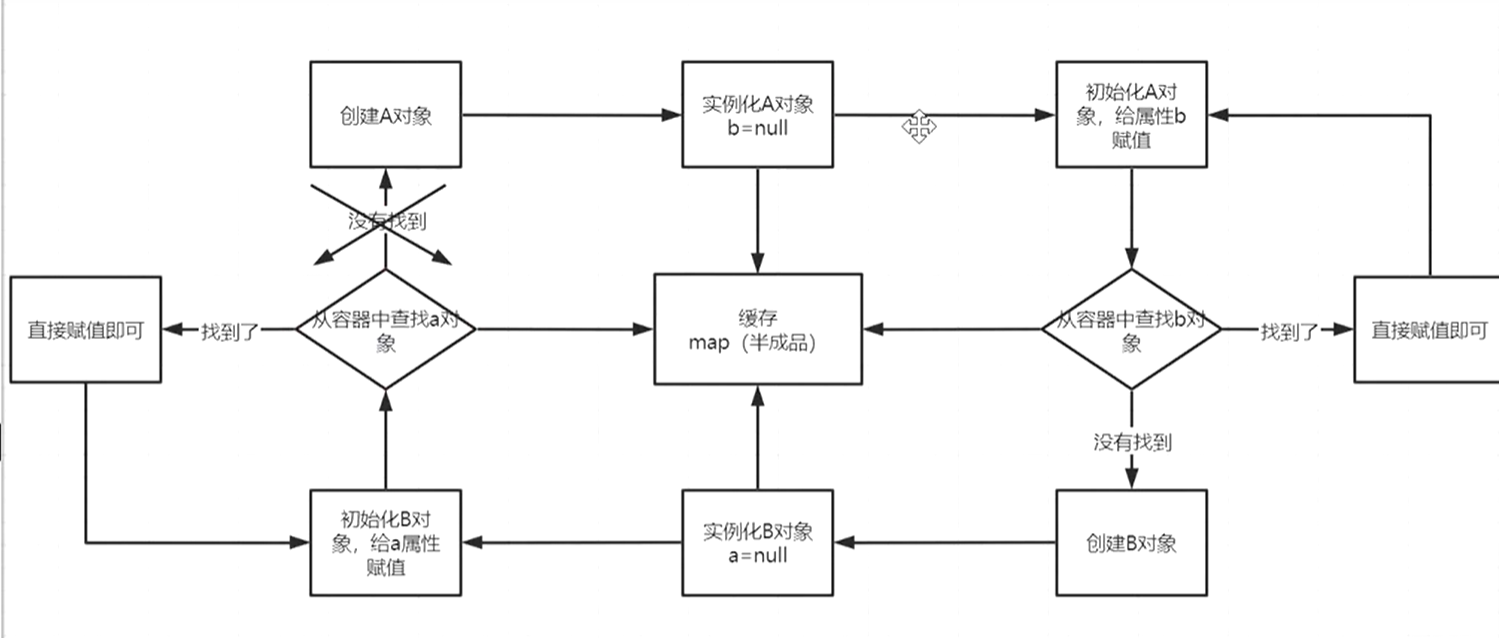 创建A对象
实例化A对象
b=null
初始化A对
象，给属性b
赋值
没有找到
直接赋值即可
找到了
从容器中查找a对
象
缓存
map（半成品）
从容器中查找b对
象
找到了
直接赋值即可
没有找到
初始化B对
象，给a属性
赋值
实例化B对象
a=null
创建B对象